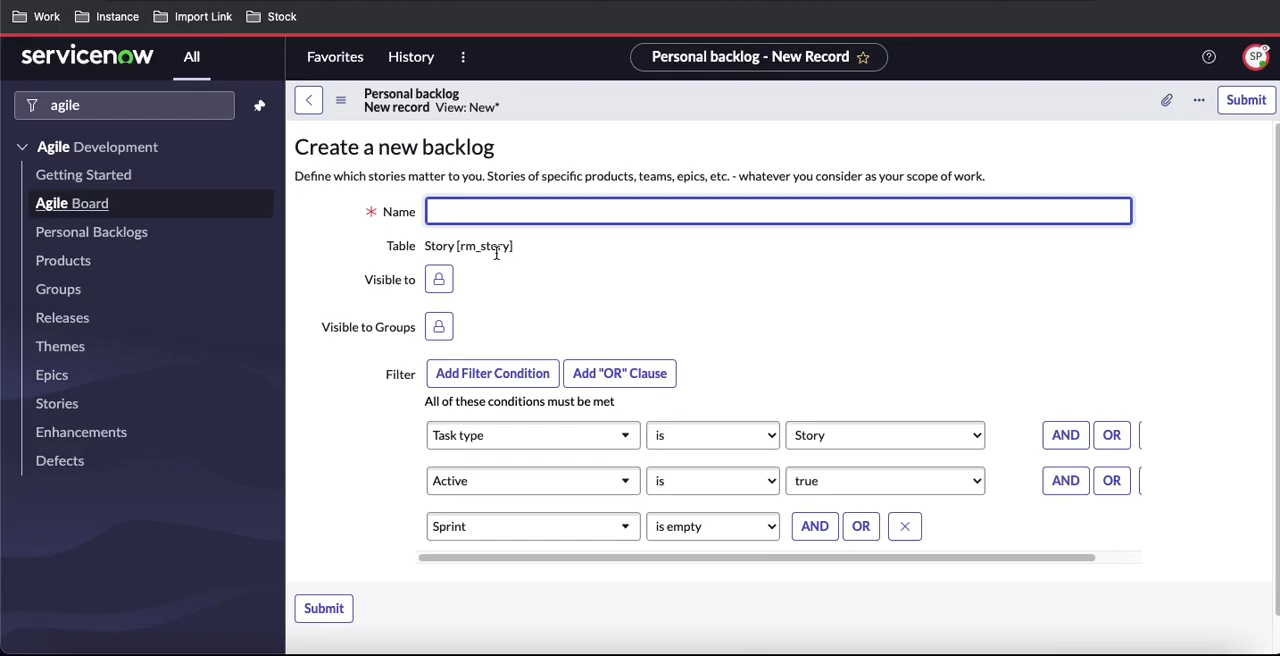 Work Instance Import Link Stock
servicenow All Favorites History Personal backlog - New Record SP
agile
Personal backlog
New record View: New*
Submit
Agile Development
Getting Started
Agile Board
Personal Backlogs
Products
Groups
Releases
Themes
Epics
Stories
Enhancements
Defects
Create a new backlog
Define which stories matter to you. Stories of specific products, teams, epics, etc. - whatever you consider as your scope of work.
Name
Table Story [rm_story]
Visible to
Visible to Groups
Filter Add Filter Condition Add "OR" Clause
All of these conditions must be met
Task type is Story AND OR
Active is true AND OR
Sprint is empty AND OR
Submit